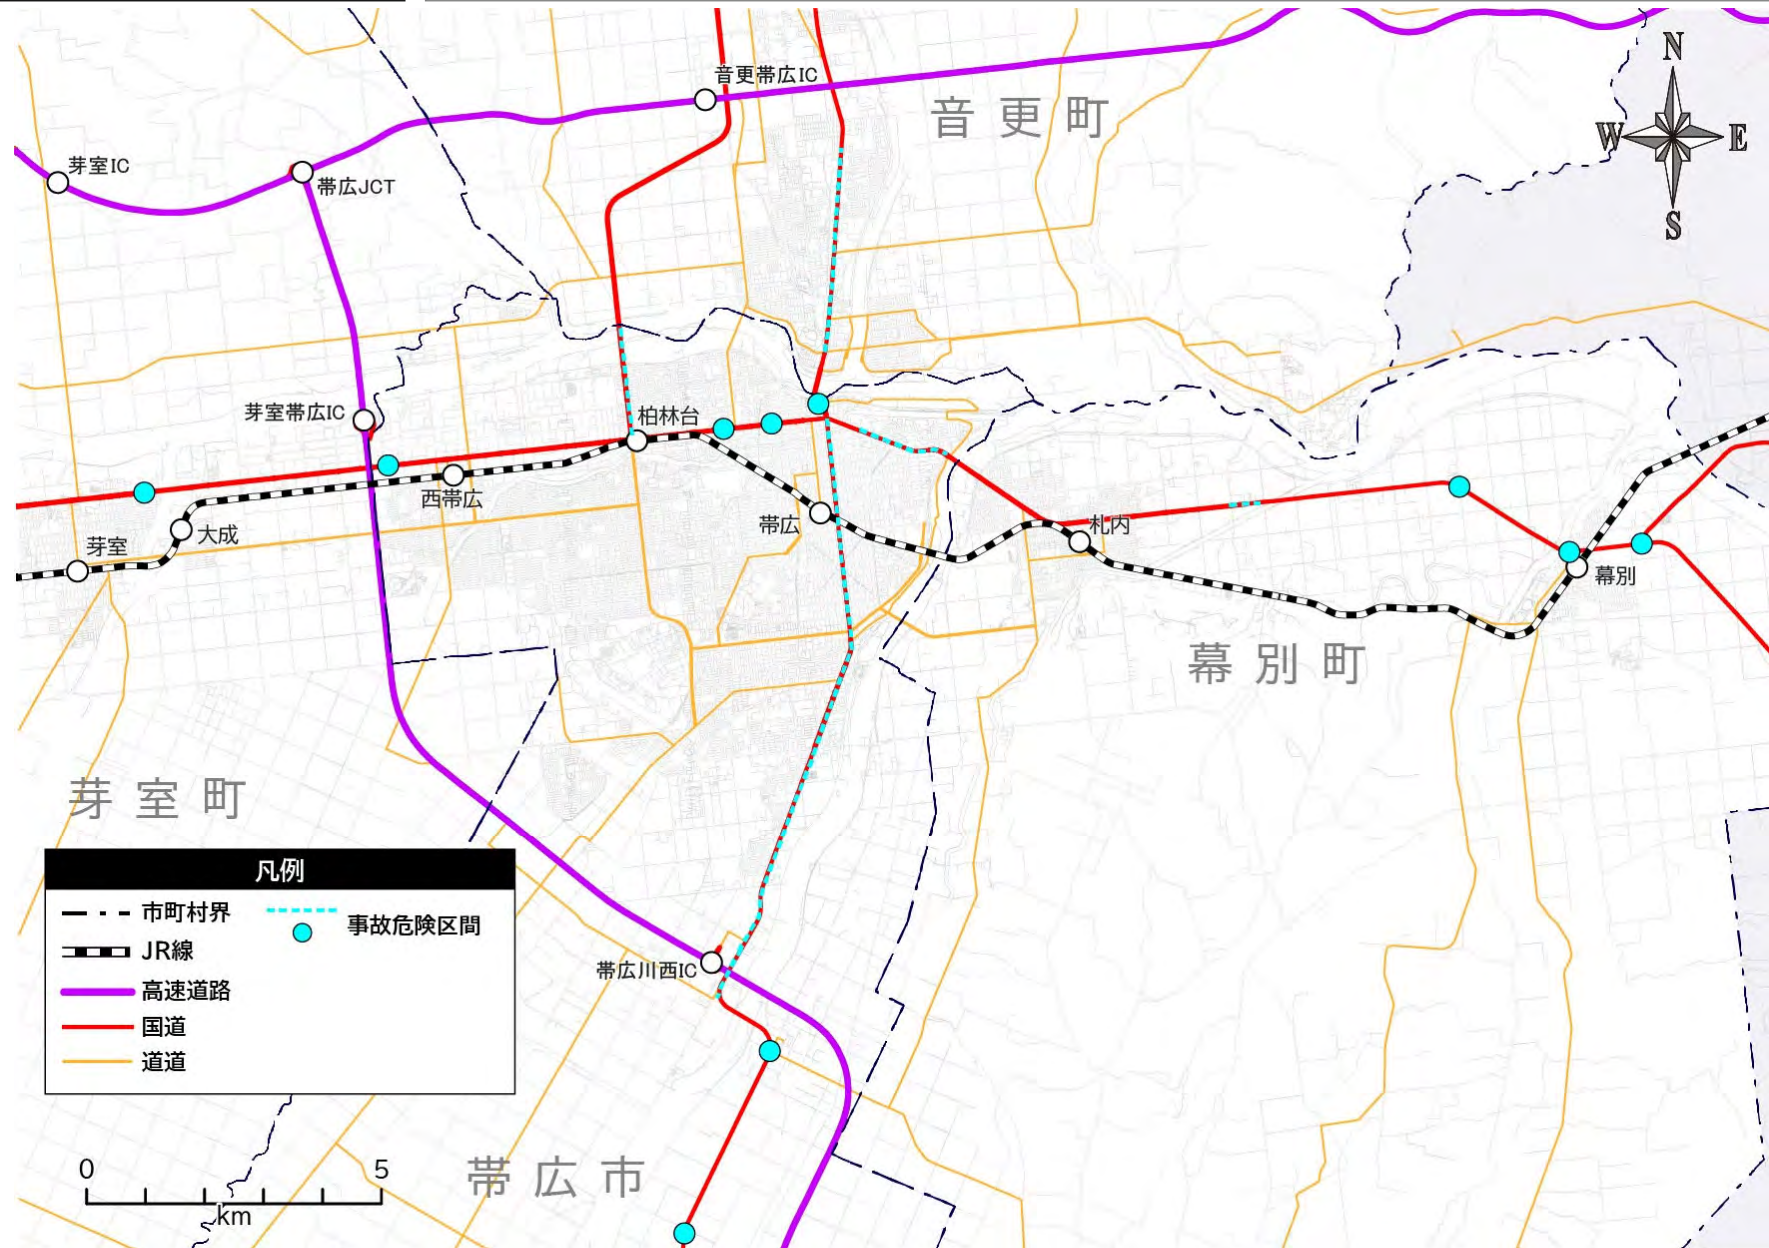 音更帯広IC
音更町
N
W
E
S
芽室IC
帯広JCT
芽室帯広IC
柏林台
西帯広
帯広
札内
大成
芽室
幕別
幕別町
芽室町
凡例
市町村界
事故危険区間
JR線
高速道路
国道
道道
帯広川西IC
帯広市
0 5
km